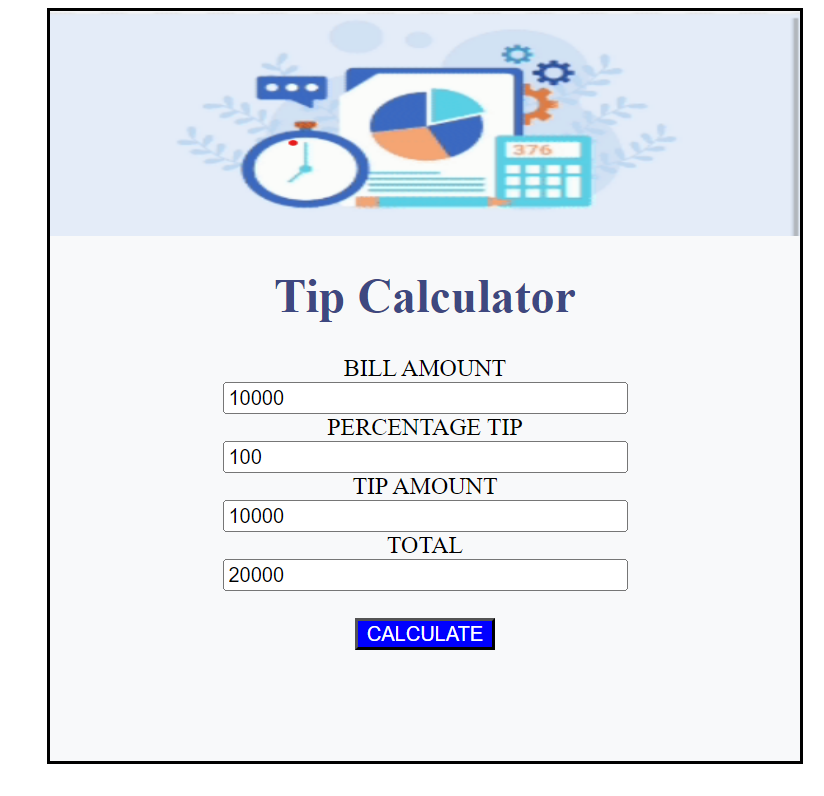 376
Tip Calculator
BILL AMOUNT
10000
PERCENTAGE TIP
100
TIP AMOUNT
10000
TOTAL
20000
CALCULATE